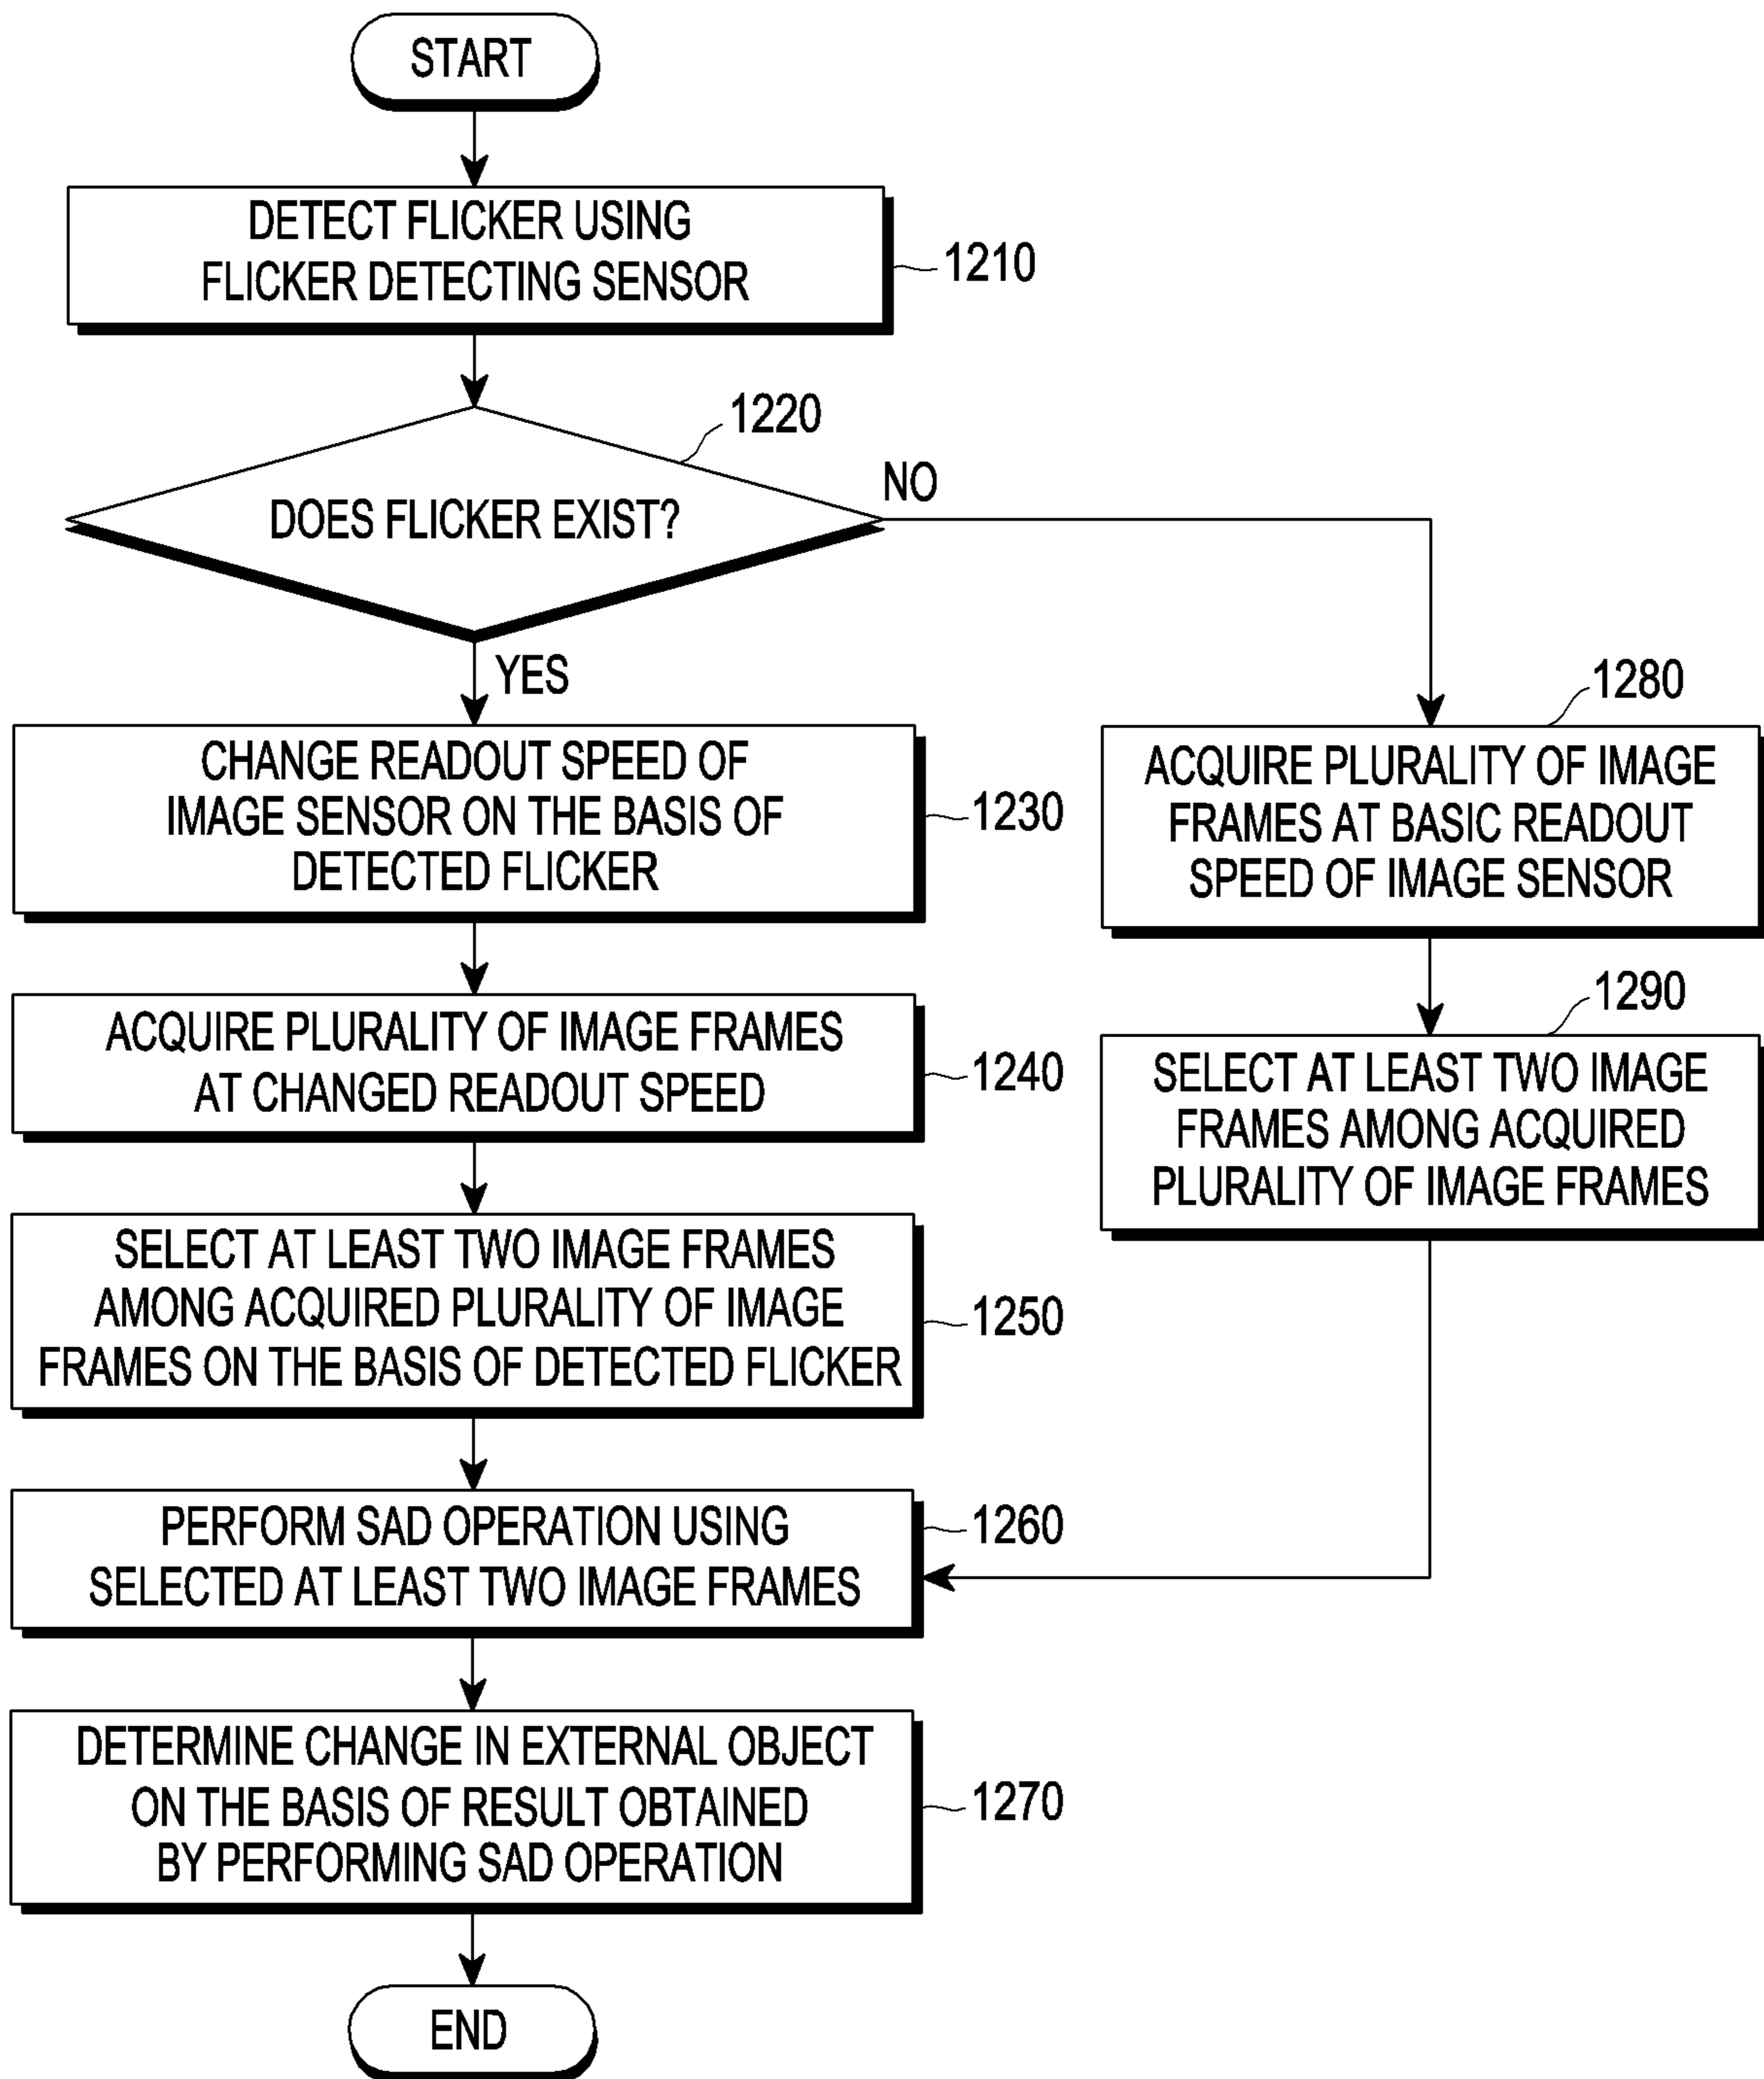 START
DETECT FLICKER USING
FLICKER DETECTING SENSOR
1210
1220
DOES FLICKER EXIST?
NO
YES
CHANGE READOUT SPEED OF
IMAGE SENSOR ON THE BASIS OF
DETECTED FLICKER
1230
1280
ACQUIRE PLURALITY OF IMAGE
FRAMES AT BASIC READOUT
SPEED OF IMAGE SENSOR
ACQUIRE PLURALITY OF IMAGE FRAMES
AT CHANGED READOUT SPEED
1240
1290
SELECT AT LEAST TWO IMAGE
FRAMES AMONG ACQUIRED
PLURALITY OF IMAGE FRAMES
SELECT AT LEAST TWO IMAGE FRAMES
AMONG ACQUIRED PLURALITY OF IMAGE
FRAMES ON THE BASIS OF DETECTED FLICKER
1250
PERFORM SAD OPERATION USING
SELECTED AT LEAST TWO IMAGE FRAMES
1260
DETERMINE CHANGE IN EXTERNAL OBJECT
ON THE BASIS OF RESULT OBTAINED
BY PERFORMING SAD OPERATION
1270
END